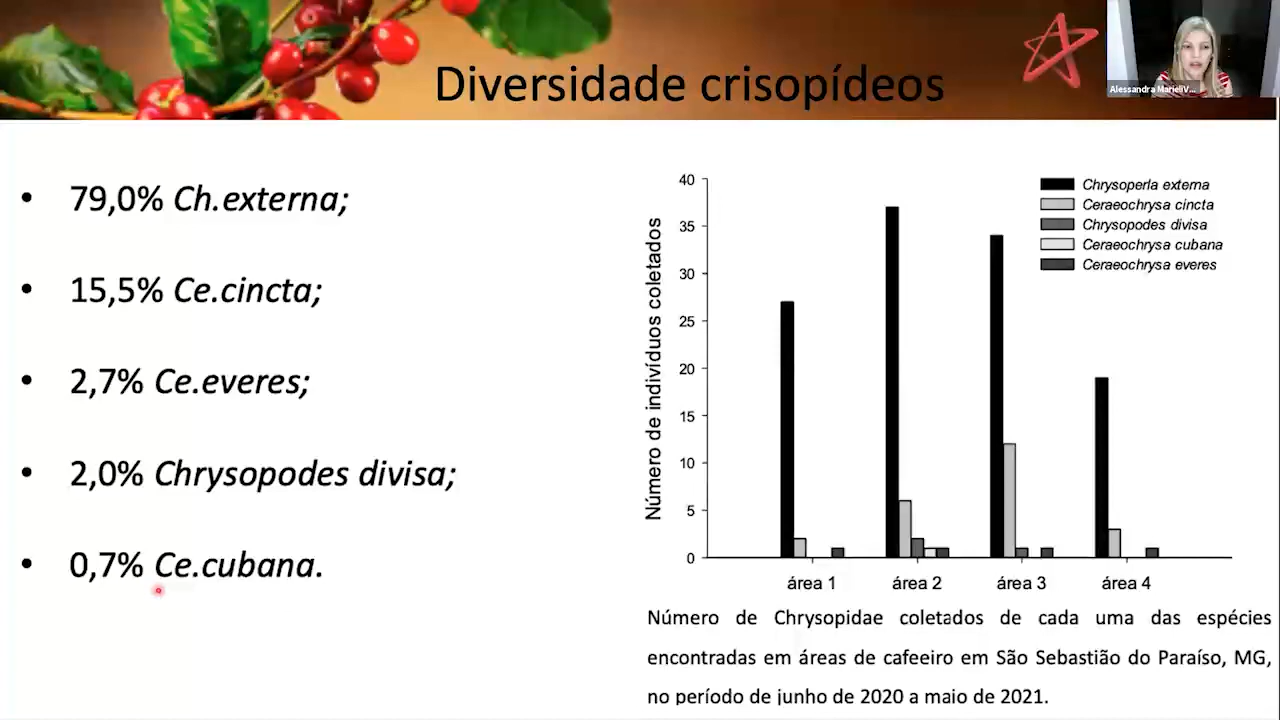 Diversidade crisopídeos
Alessandra MarieliV...
• 79,0% Ch.externa;
• 15,5% Ce.cincta;
• 2,7% Ce.everes;
• 2,0% Chrysopodes divisa;
• 0,7% Ce.cubana.
Número de indivíduos coletados
40
35
30
25
20
15
10
5
0
Chrysoperla externa
Ceraeochrysa cincta
Chrysopodes divisa
Ceraeochrysa cubana
Ceraeochrysa everes
área 1 área 2 área 3 área 4
Número de Chrysopidae coletados de cada uma das espécies
encontradas em áreas de cafeeiro em São Sebastião do Paraíso, MG,
no período de junho de 2020 a maio de 2021.